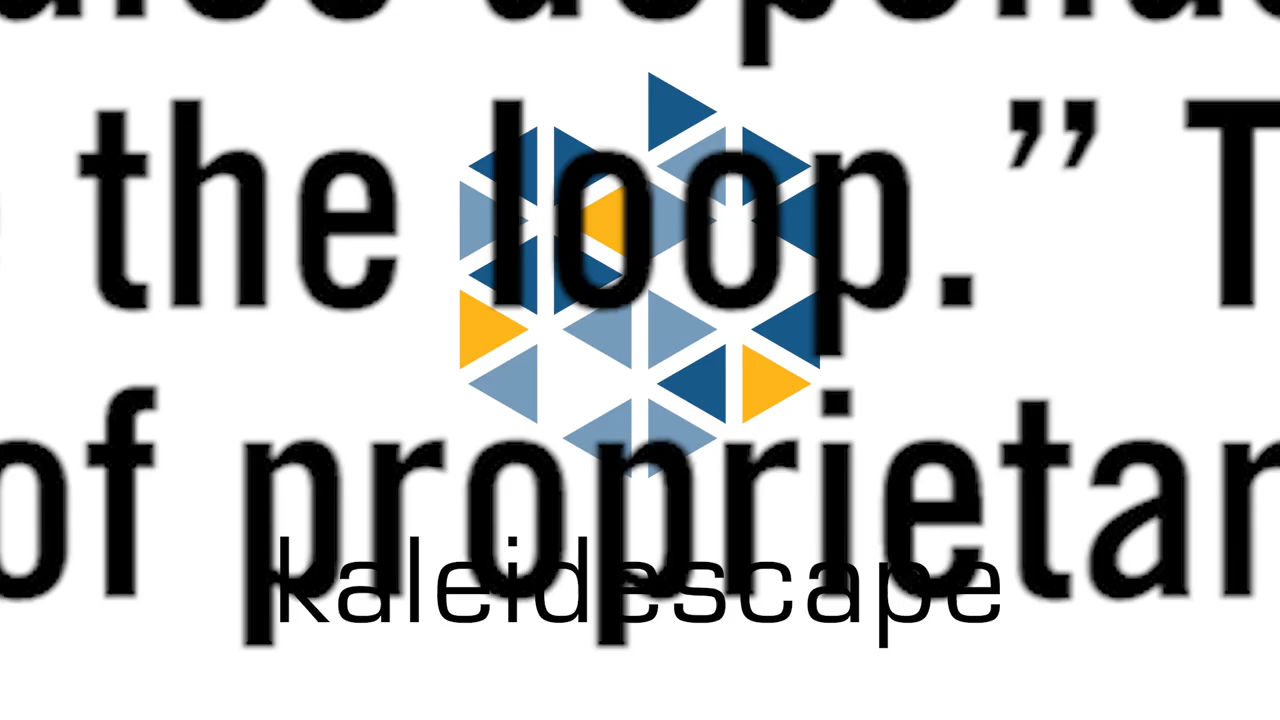 the loop.” T
of proprietar
kaleidescape